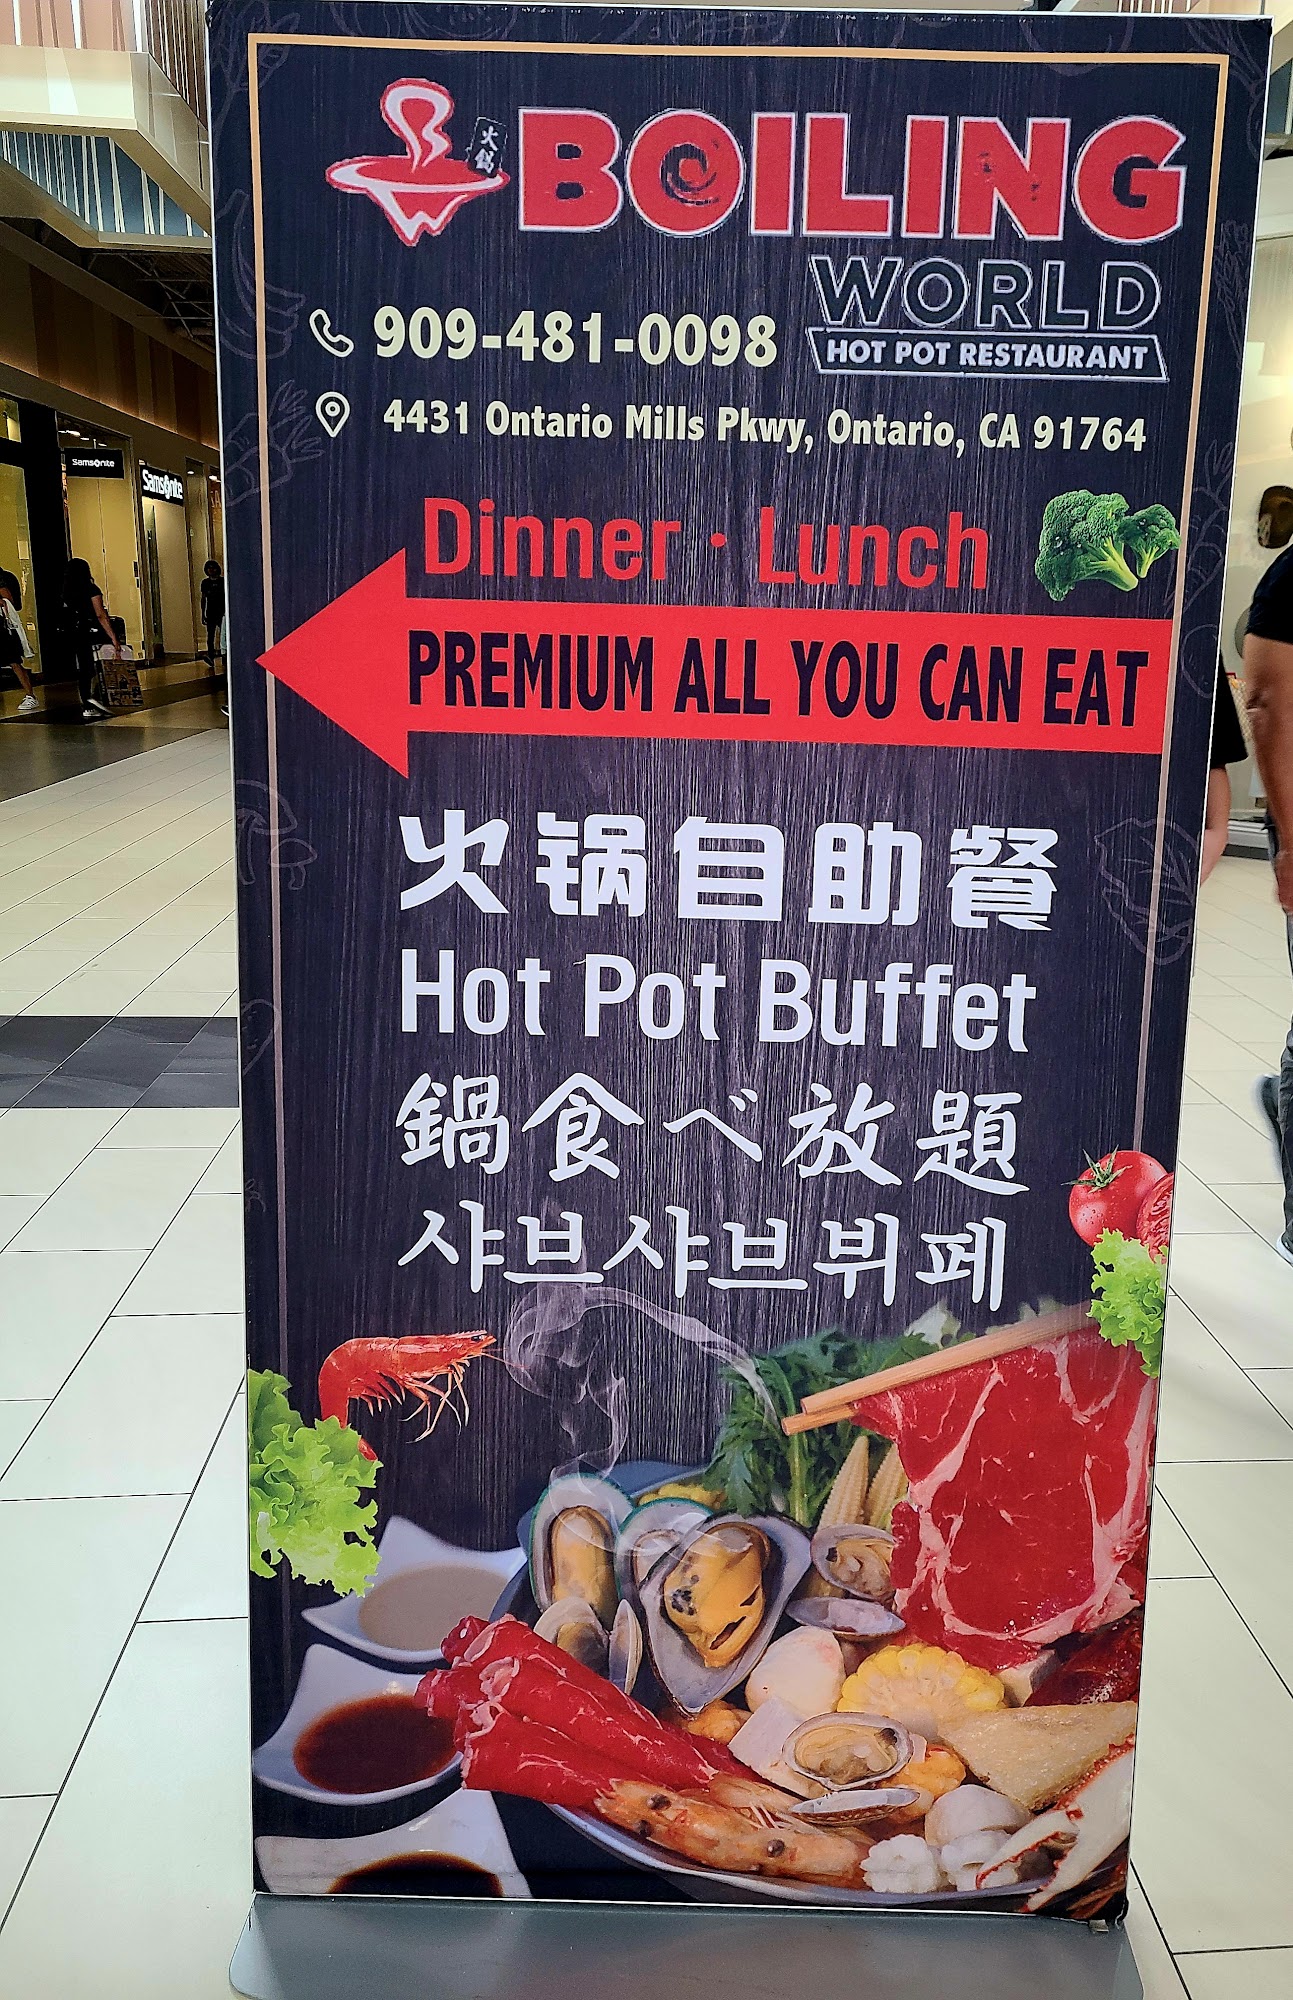 火鍋
BOILING
WORLD
HOT POT RESTAURANT
909-481-0098
4431 Ontario Mills Pkwy, Ontario, CA 91764
Dinner · Lunch
PREMIUM ALL YOU CAN EAT
火锅自助餐
Hot Pot Buffet
鍋食べ放題
샤브샤브뷔페
Samsonite
Samsonite